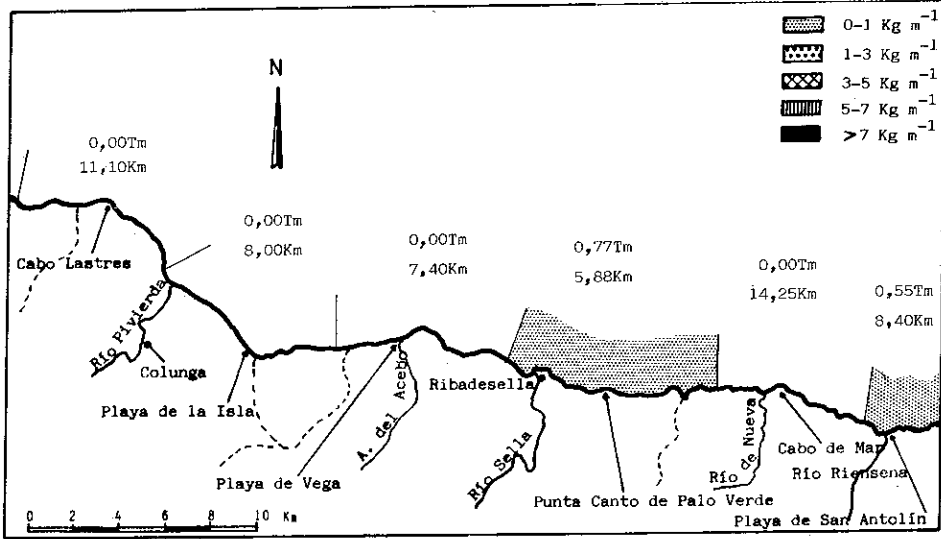 0-1 Kg m-1
1-3 Kg m-1
3-5 Kg m-1
5-7 Kg m-1
>7 Kg m-1
N
0,00Tm
11,10Km
0,00Tm
8,00Km
0,00Tm
7,40Km
0,77Tm
5,88Km
0,00Tm
14,25Km
0,55Tm
8,40Km
Cabo Lastres
Río Pivierda
Colunga
Playa de la Isla
A. del Acebo
Playa de Vega
Ribadesella
Río Sella
Punta Canto de Palo Verde
Río de Nueva
Cabo de Mar
Río Riensena
Playa de San Antolín
0 2 4 6 8 10 Km